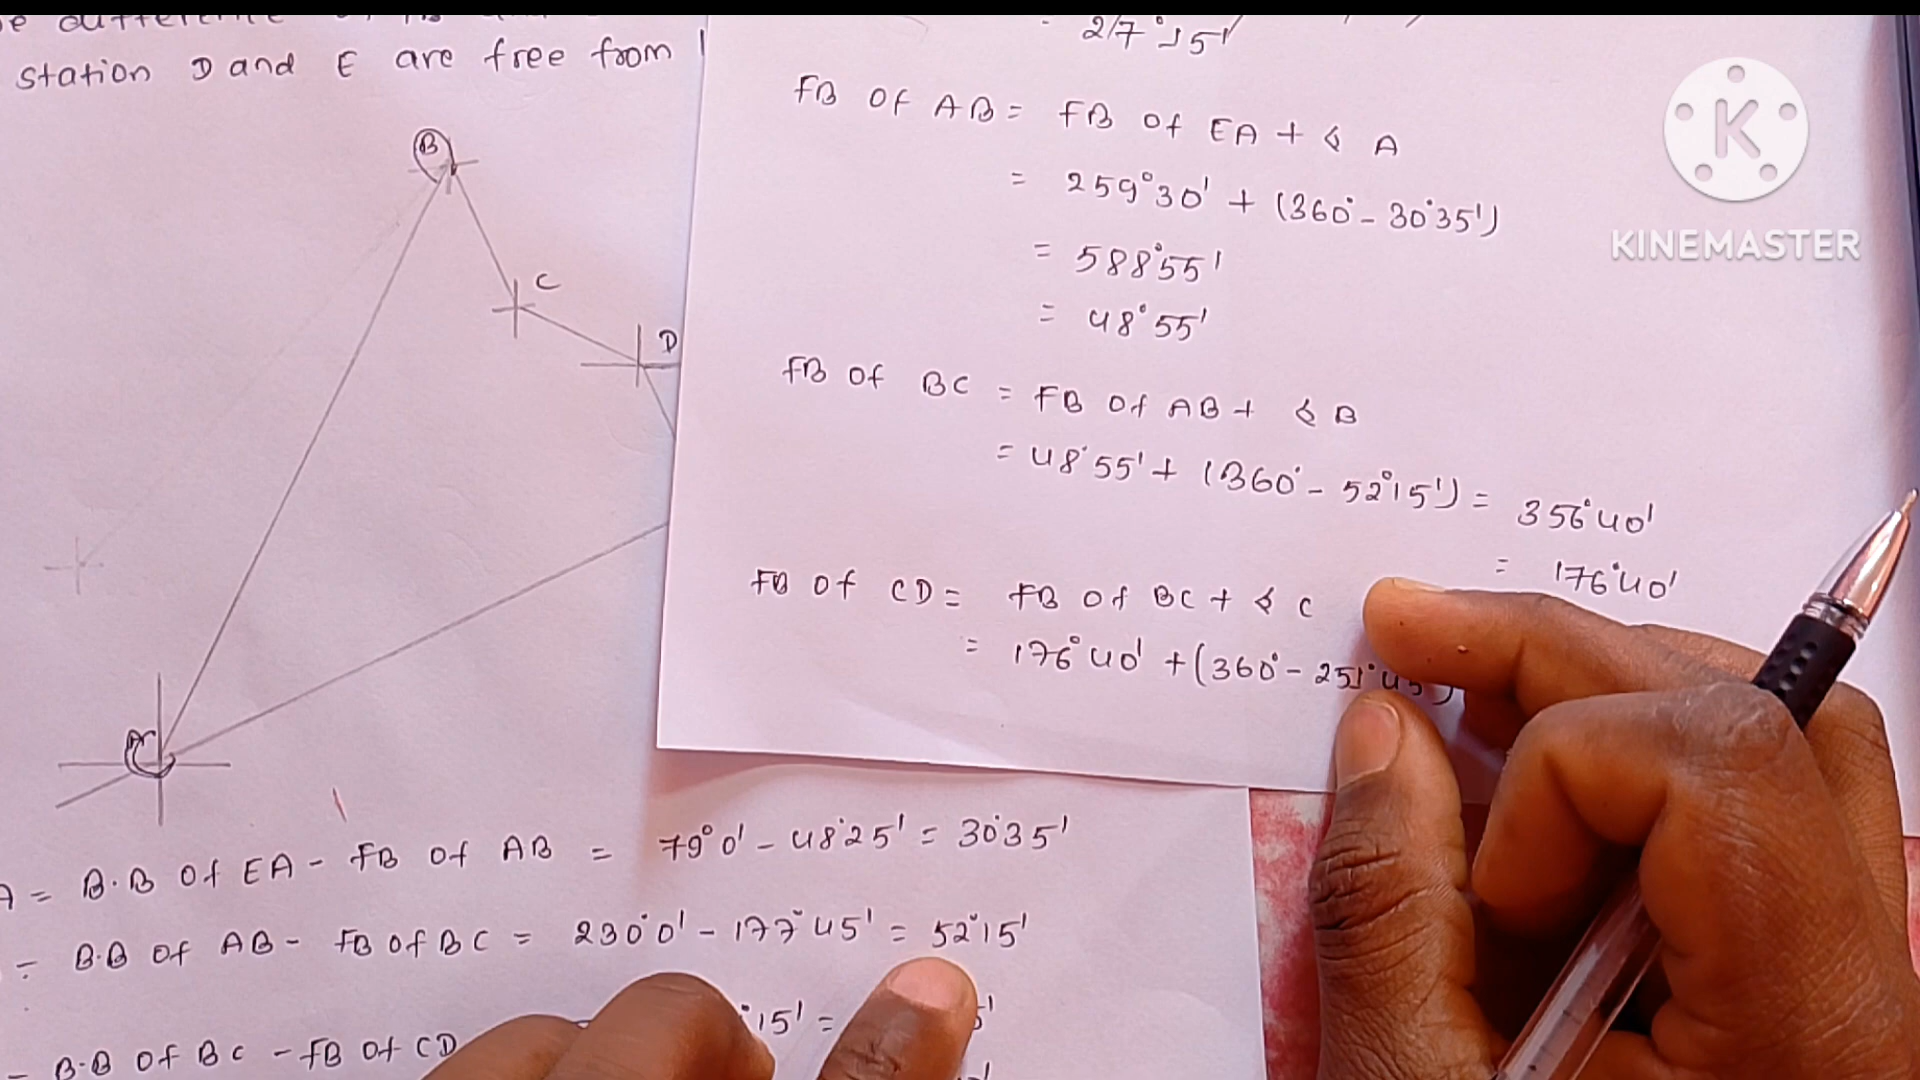 station D and E are free from
B
C
D
A = B.B of EA - FB of AB = 79°0' - 48°25' = 30°35'
= B.B of AB - FB of BC = 230°0' - 177°45' = 52°15'
- B.B of BC - FB of CD 15' =
217°15'
FB of AB = FB of EA + ∢ A
= 259°30' + (360° - 30°35')
= 588°55'
= 48°55'
FB of BC = FB of AB + ∢ B
= 48°55' + (360° - 52°15') = 356°40'
= 176°40'
FB of CD = FB of BC + ∢ C
= 176°40' + (360° - 251°45')
K
KINEMASTER